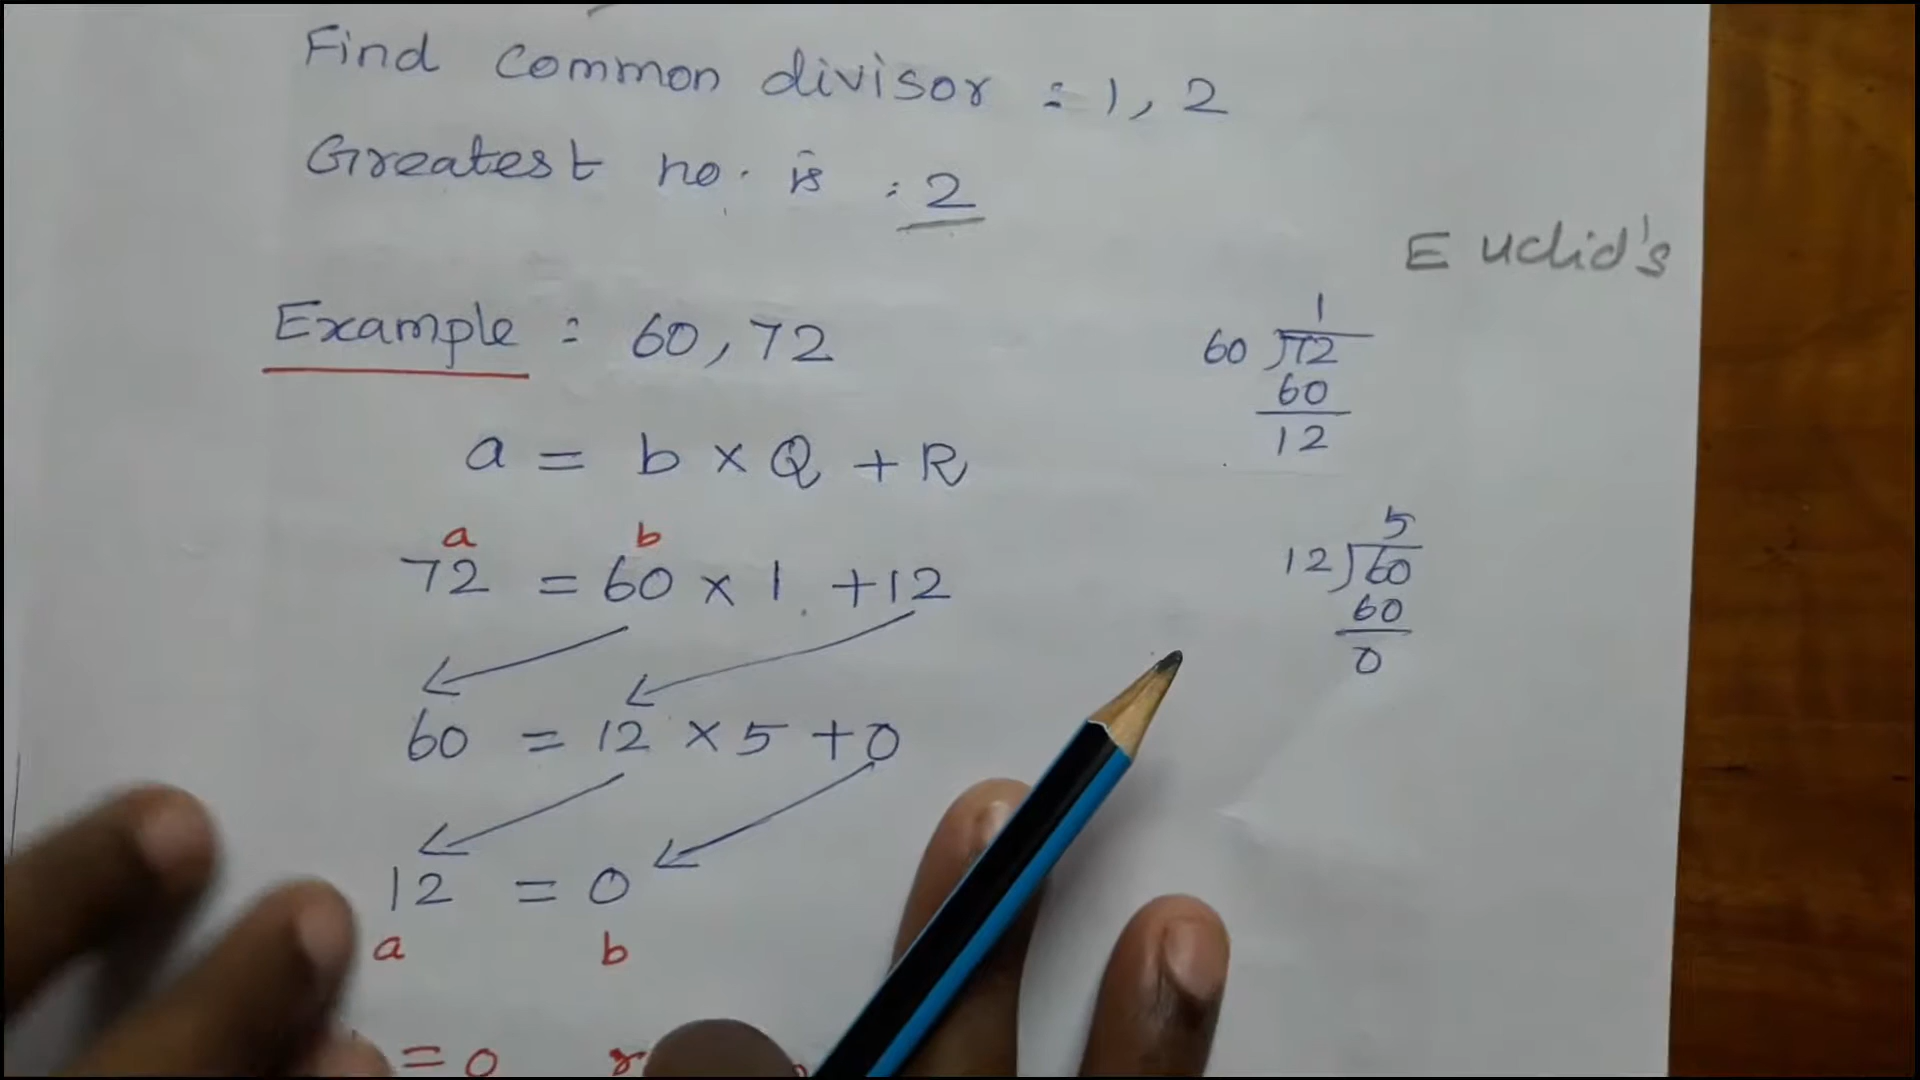 Find common divisor : 1, 2
Greatest no. is : 2
Euclid's
Example : 60, 72
1
60 72
60
12
a = b × Q + R
a b
72 = 60 × 1 + 12
5
12 60
60
0
60 = 12 × 5 + 0
12 = 0
a b
= 0